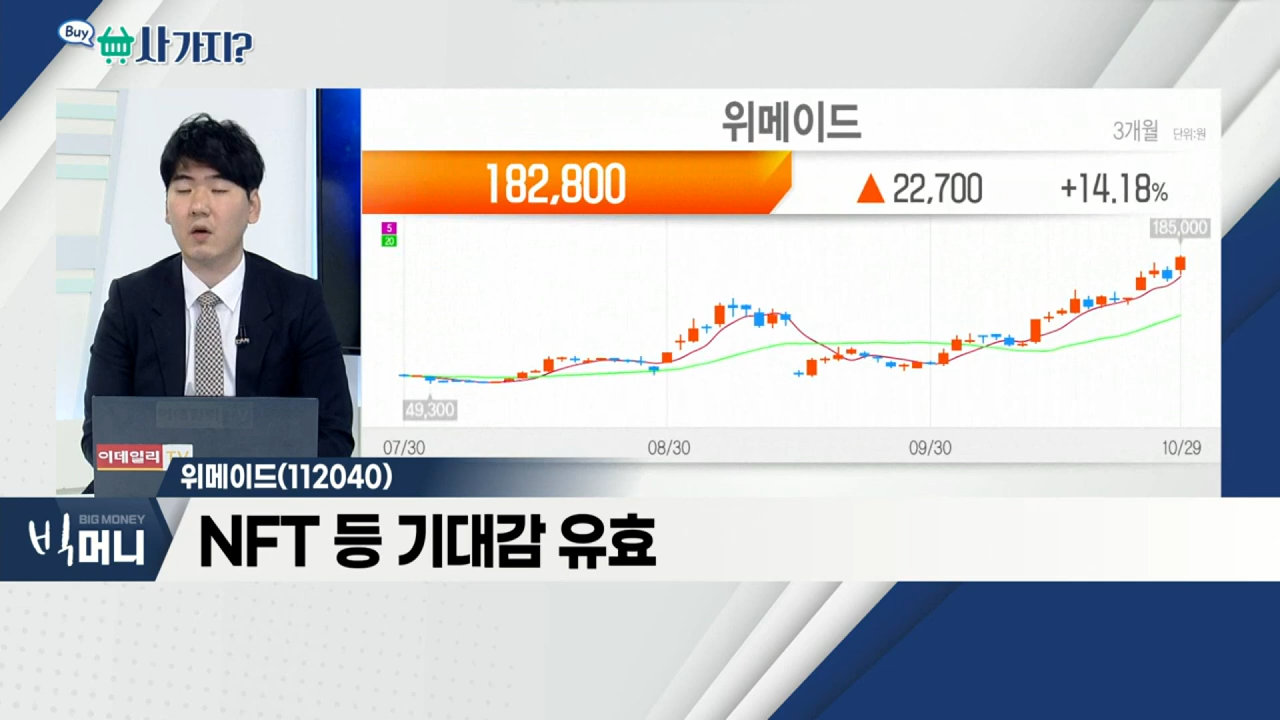 Buy
사가지?
위메이드
3개월 단위:원
182,800 ▲ 22,700 +14.18%
5
20
185,000
49,300
07/30 08/30 09/30 10/29
이데일리 TV
위메이드(112040)
BIG MONEY
빅머니
NFT 등 기대감 유효